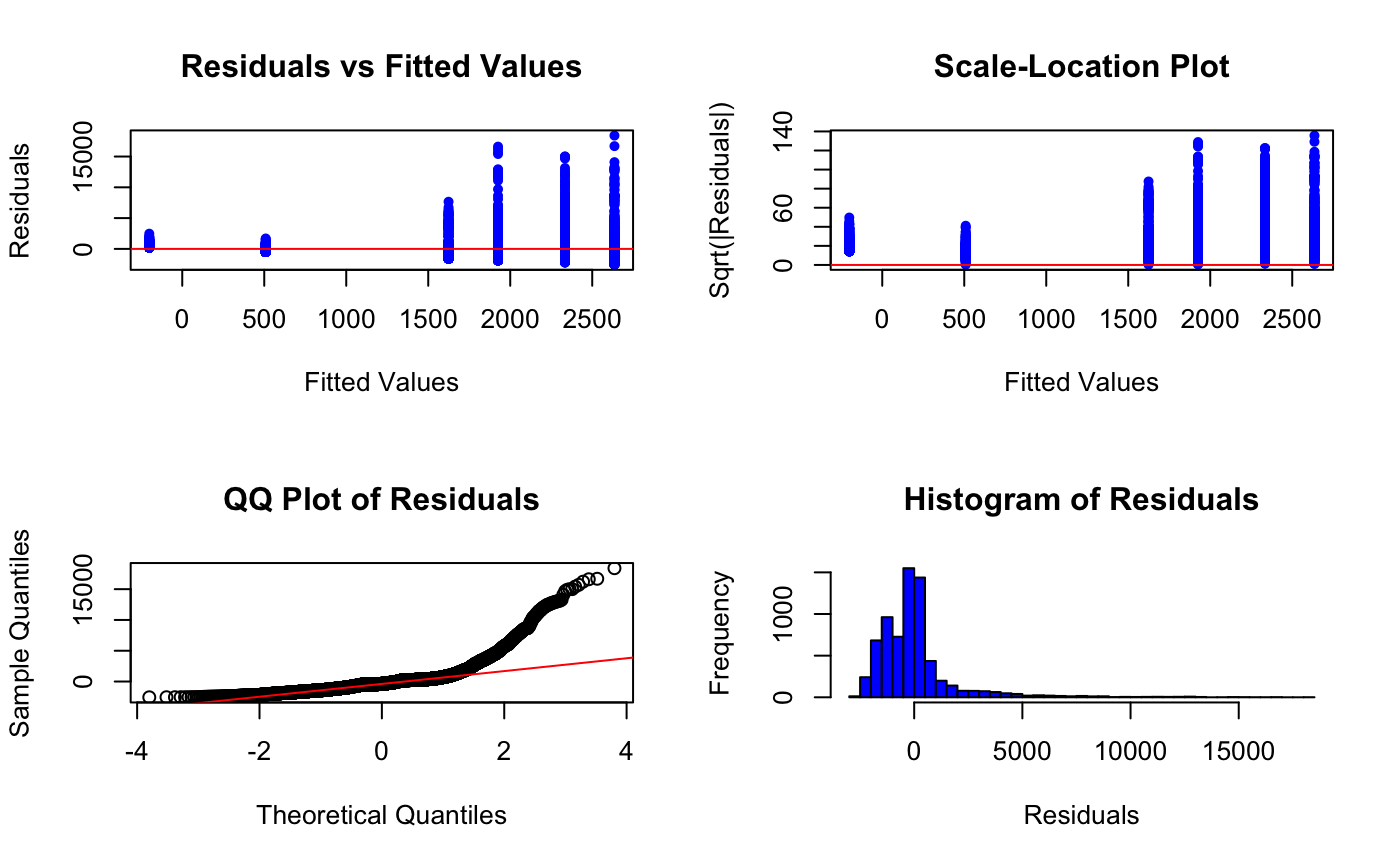 Residuals vs Fitted Values
Residuals
15000
0
0 500 1000 1500 2000 2500
Fitted Values
Scale-Location Plot
Sqrt(|Residuals|)
140
60
0
0 500 1000 1500 2000 2500
Fitted Values
QQ Plot of Residuals
Sample Quantiles
15000
0
-4 -2 0 2 4
Theoretical Quantiles
Histogram of Residuals
Frequency
1000
0
0 5000 10000 15000
Residuals